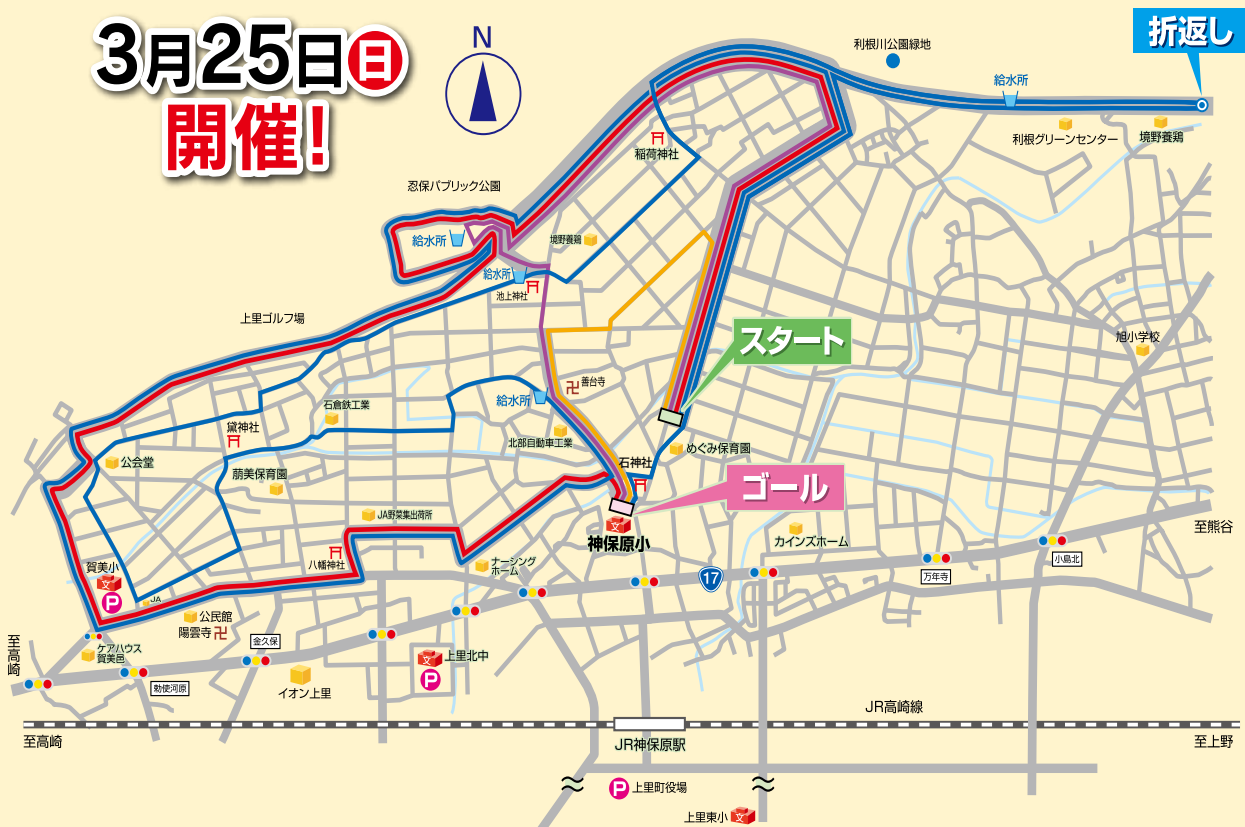 3月25日日
開催!
N
折返し
利根川公園緑地
給水所
利根グリーンセンター
境野養鶏
稲荷神社
忍保パブリック公園
給水所
境野養鶏
給水所
池上神社
上里ゴルフ場
スタート
旭小学校
善台寺
給水所
石倉鉄工業
黛神社
北部自動車工業
めぐみ保育園
公会堂
石神社
萠美保育園
ゴール
JA野菜集出荷所
神保原小
カインズホーム
至熊谷
八幡神社
ナーシング
ホーム
小島北
賀美小
P
17
万年寺
JA
公民館
陽雲寺
金久保
至高崎
ケアハウス
賀美邑
文
上里北中
P
勅使河原
イオン上里
JR高崎線
至高崎
JR神保原駅
至上野
P
上里町役場
上里東小
文